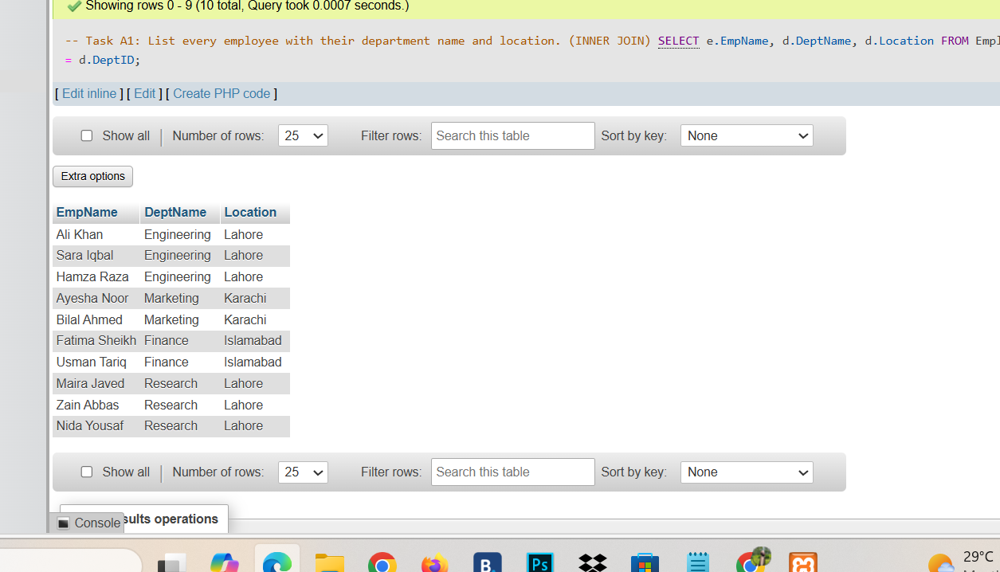 Showing rows 0 - 9 (10 total, Query took 0.0007 seconds.)
-- Task A1: List every employee with their department name and location. (INNER JOIN) SELECT e.EmpName, d.DeptName, d.Location FROM Empl
= d.DeptID;
[ Edit inline ] [ Edit ] [ Create PHP code ]
Show all | Number of rows: 25 Filter rows: Search this table Sort by key: None
Extra options
EmpName DeptName Location
Ali Khan Engineering Lahore
Sara Iqbal Engineering Lahore
Hamza Raza Engineering Lahore
Ayesha Noor Marketing Karachi
Bilal Ahmed Marketing Karachi
Fatima Sheikh Finance Islamabad
Usman Tariq Finance Islamabad
Maira Javed Research Lahore
Zain Abbas Research Lahore
Nida Yousaf Research Lahore
Show all | Number of rows: 25 Filter rows: Search this table Sort by key: None
Console sults operations
B. Ps 29°C